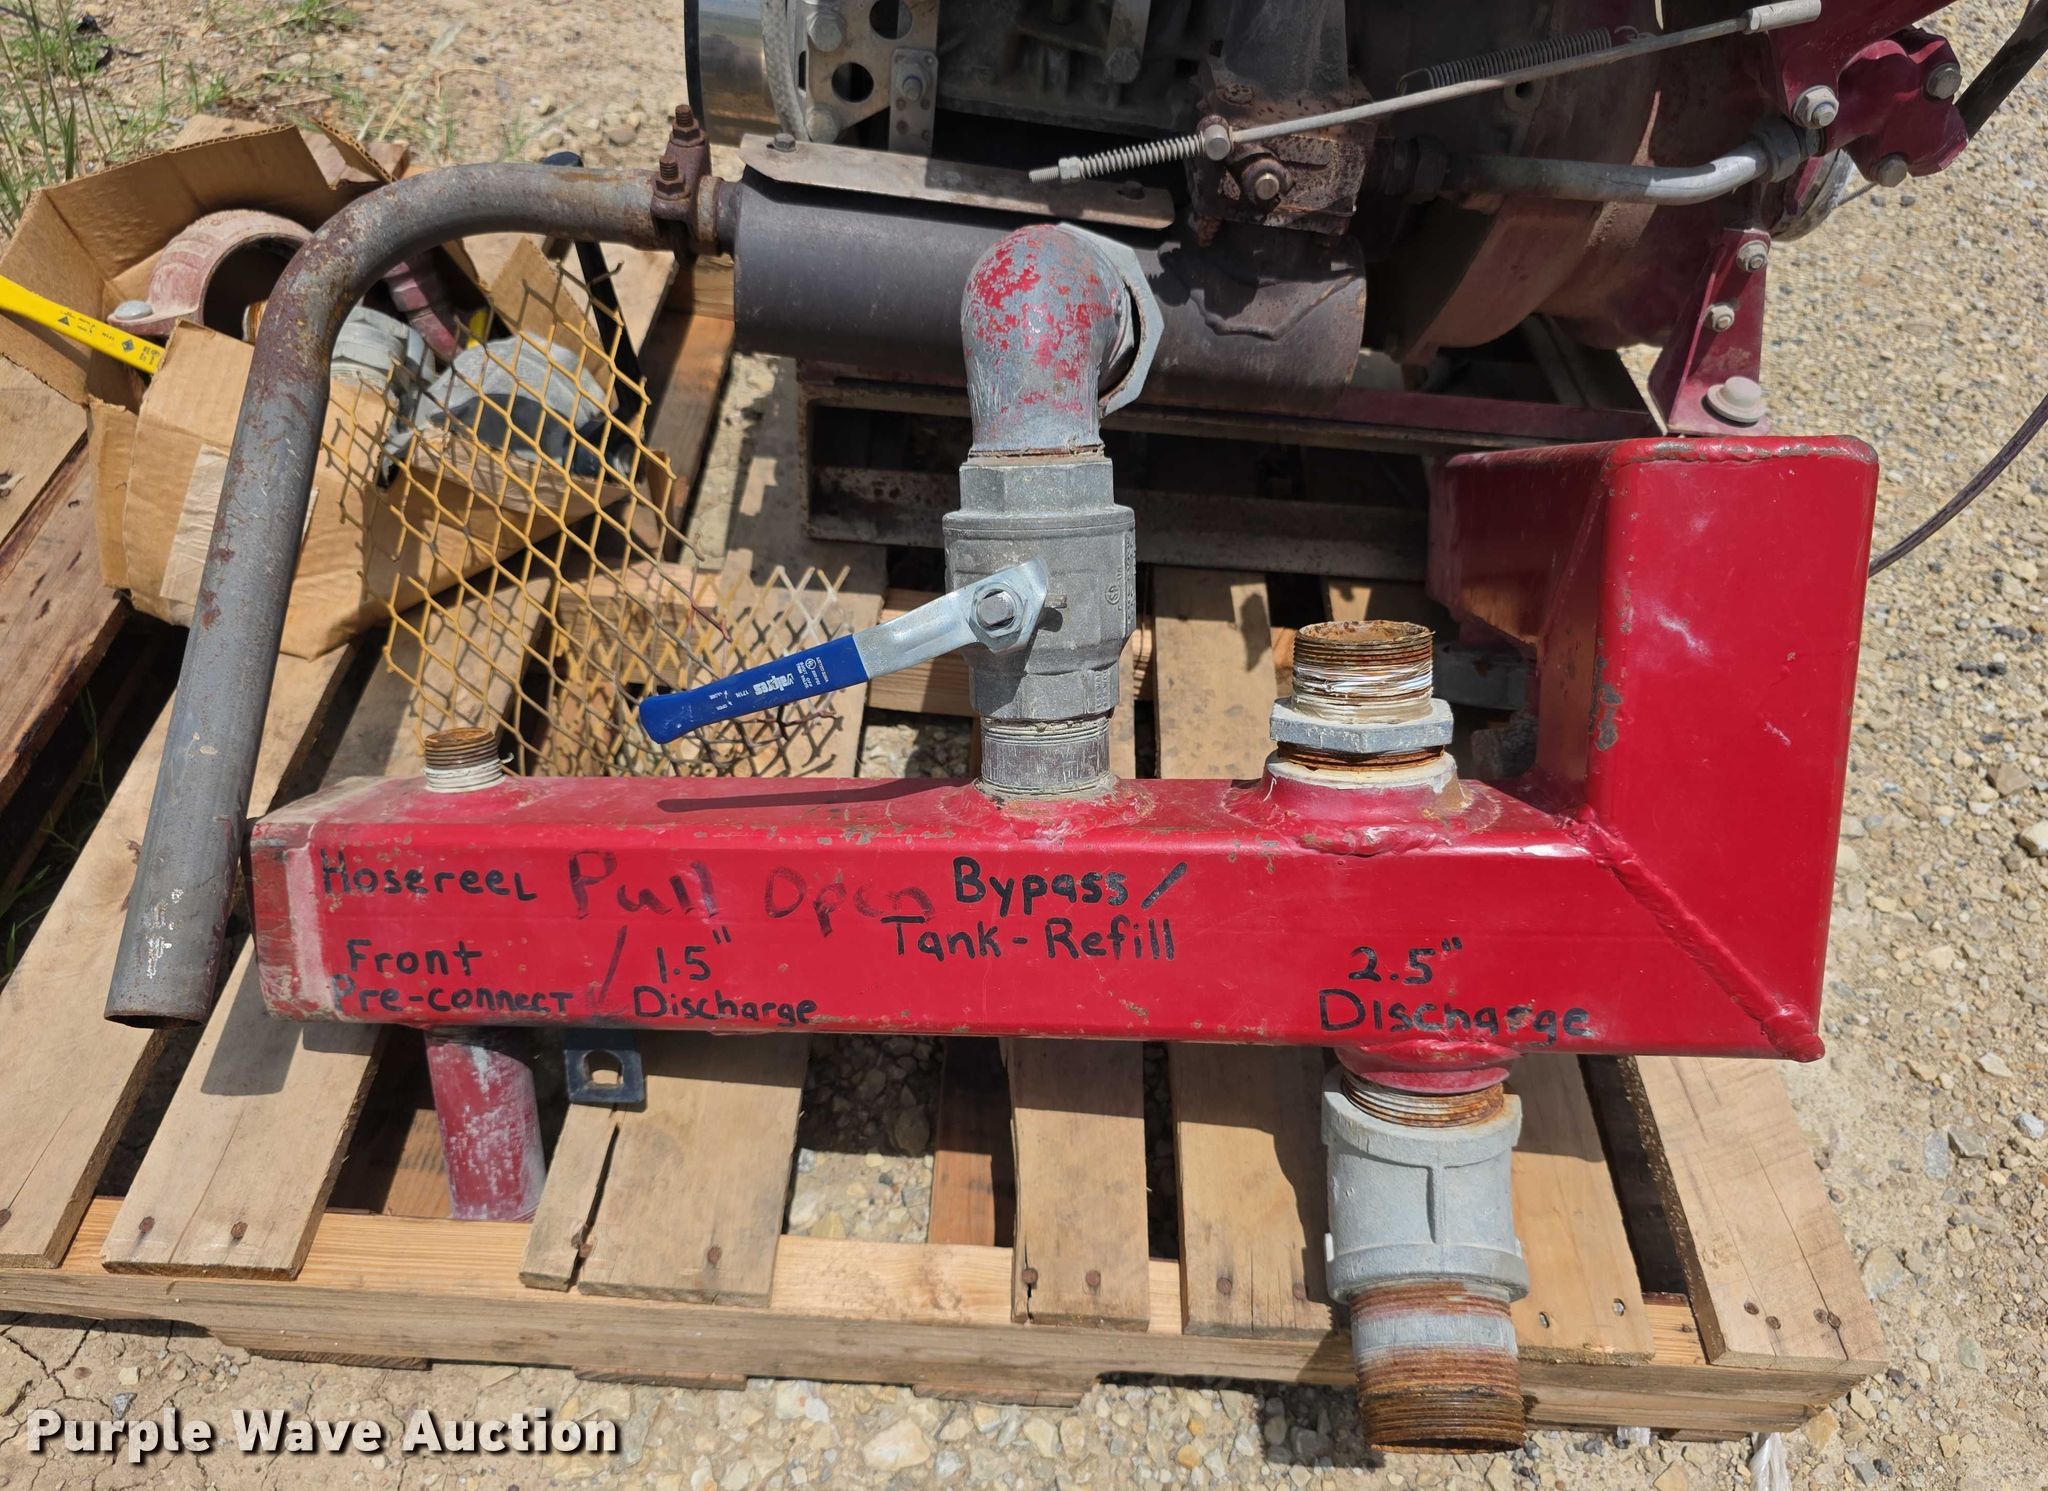 Hosereel Pull Open Bypass/
Tank-Refill
Front
Pre-connect
1.5"
Discharge
2.5"
Discharge
Purple Wave Auction